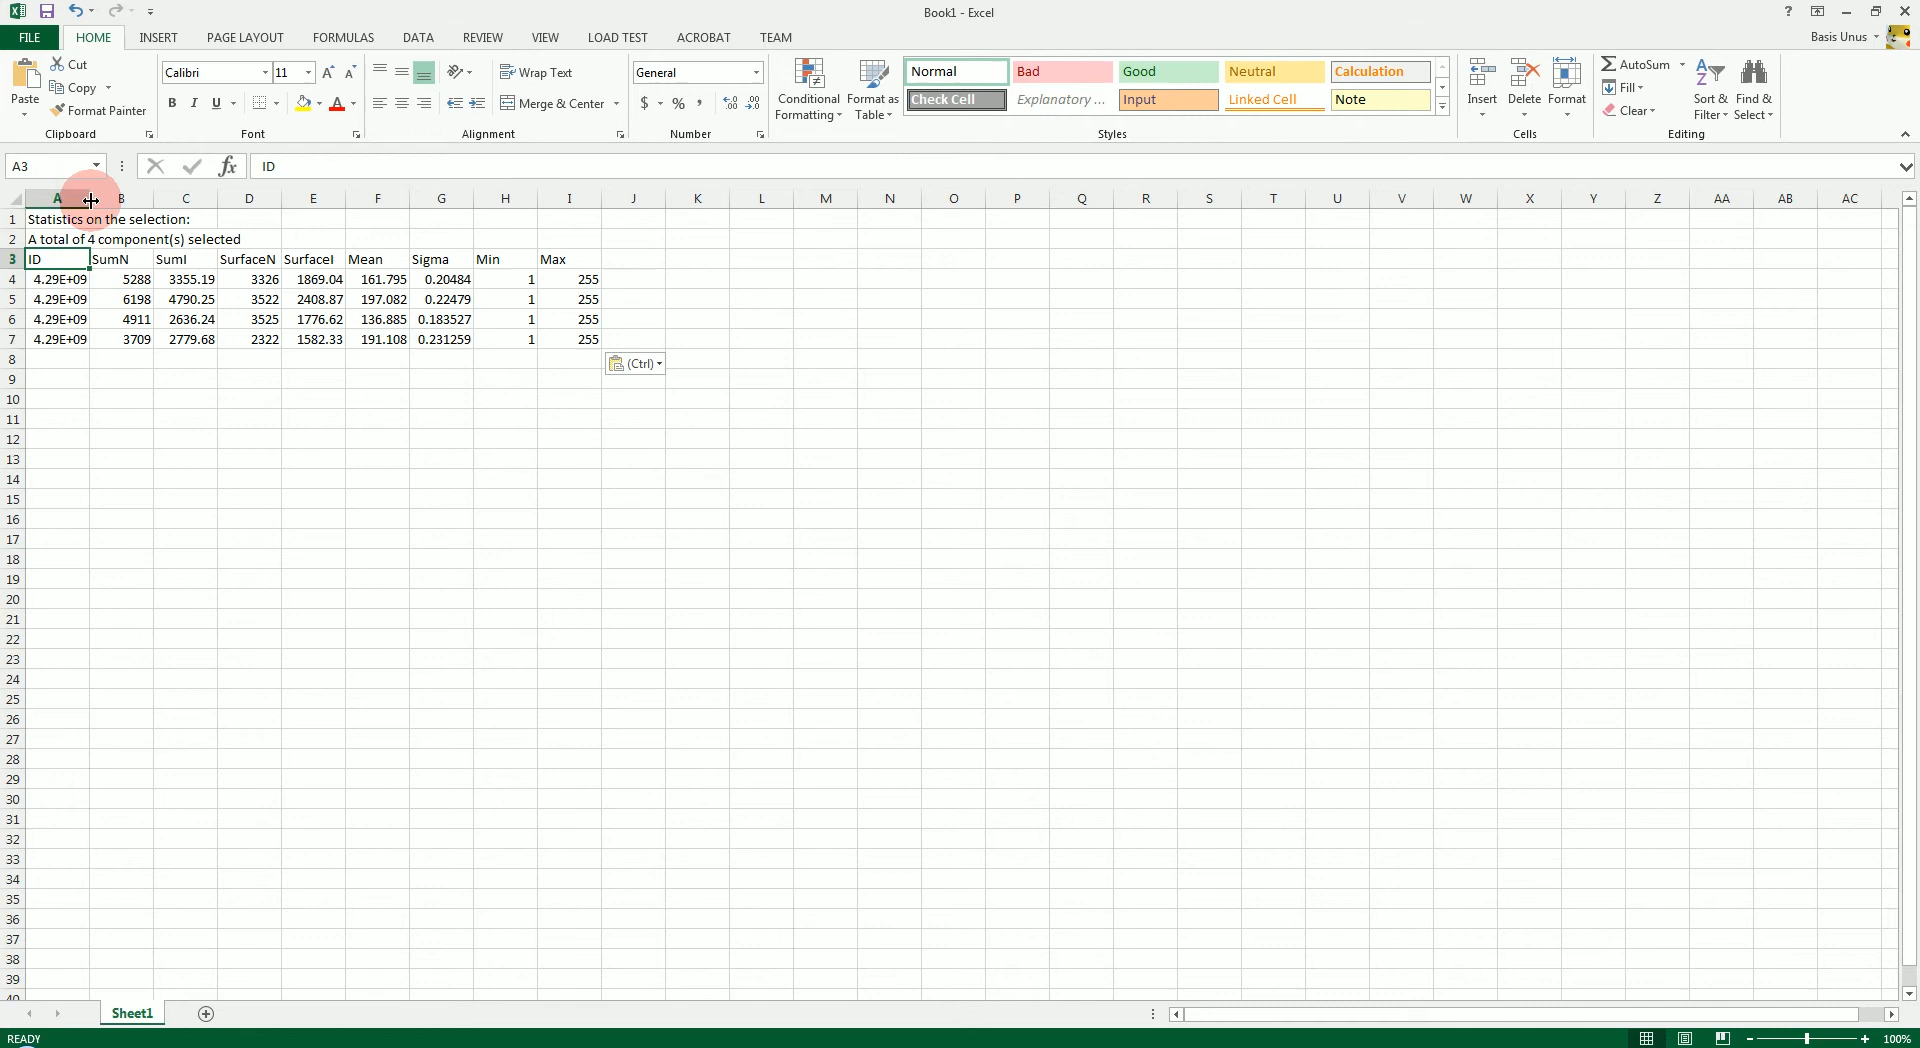 Book1 - Excel
?
FILE HOME INSERT PAGE LAYOUT FORMULAS DATA REVIEW VIEW LOAD TEST ACROBAT TEAM Basis Unus
Paste
Cut
Copy
Format Painter
Clipboard
Calibri 11
B I U
Font
Wrap Text
Merge & Center
Alignment
General
$ % ,
Number
Conditional Formatting
Format as Table
Normal Bad Good Neutral Calculation
Check Cell Explanatory ... Input Linked Cell Note
Styles
Insert Delete Format
Cells
AutoSum
Fill
Clear
Sort & Filter
Find & Select
Editing
A3 fx ID
A B C D E F G H I J K L M N O P Q R S T U V W X Y Z AA AB AC
1 Statistics on the selection:
2 A total of 4 component(s) selected
3 ID SumN SumI SurfaceN SurfaceI Mean Sigma Min Max
4 4.29E+09 5288 3355.19 3326 1869.04 161.795 0.20484 1 255
5 4.29E+09 6198 4790.25 3522 2408.87 197.082 0.22479 1 255
6 4.29E+09 4911 2636.24 3525 1776.62 136.885 0.183527 1 255
7 4.29E+09 3709 2779.68 2322 1582.33 191.108 0.231259 1 255
8 (Ctrl)
9
10
11
12
13
14
15
16
17
18
19
20
21
22
23
24
25
26
27
28
29
30
31
32
33
34
35
36
37
38
39
40
Sheet1
READY 100%